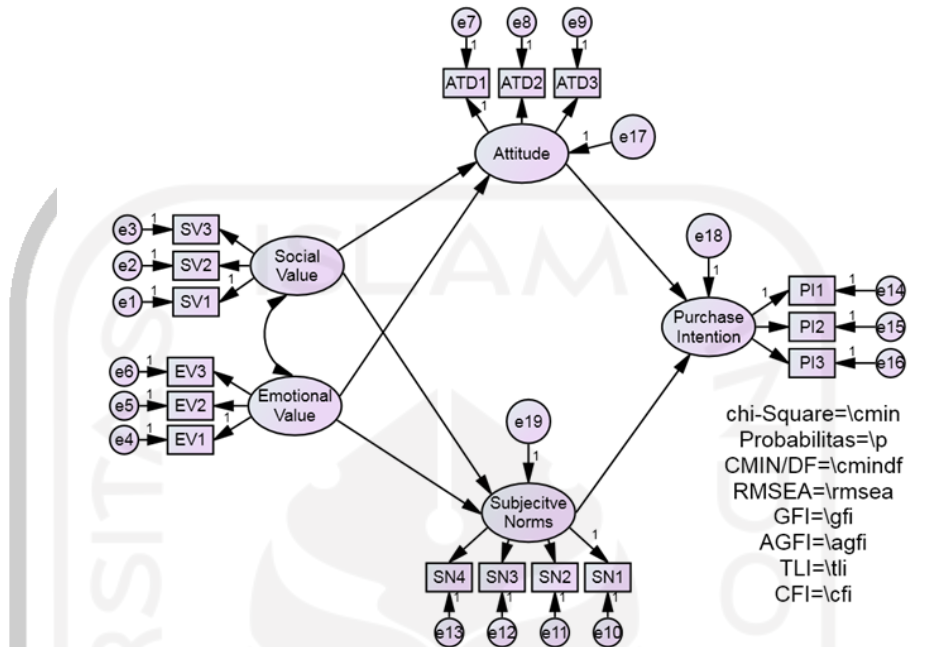 e7 e8 e9
1 1 1
ATD1 ATD2 ATD3
1
Attitude
1 e17
e3 1 SV3
e2 1 SV2
e1 1 SV1
1
Social
Value
e18
1
ISLAM
Purchase
Intention
1 PI1 1 e14
PI2 1 e15
PI3 1 e16
e6 1 EV3
e5 1 EV2
e4 1 EV1
1
Emotional
Value
e19
1
Subjecitve
Norms
1
SN4 SN3 SN2 SN1
1 1 1 1
e13 e12 e11 e10
chi-Square=\cmin
Probabilitas=\p
CMIN/DF=\cmindf
RMSEA=\rmsea
GFI=\gfi
AGFI=\agfi
TLI=\tli
CFI=\cfi
RSITAS